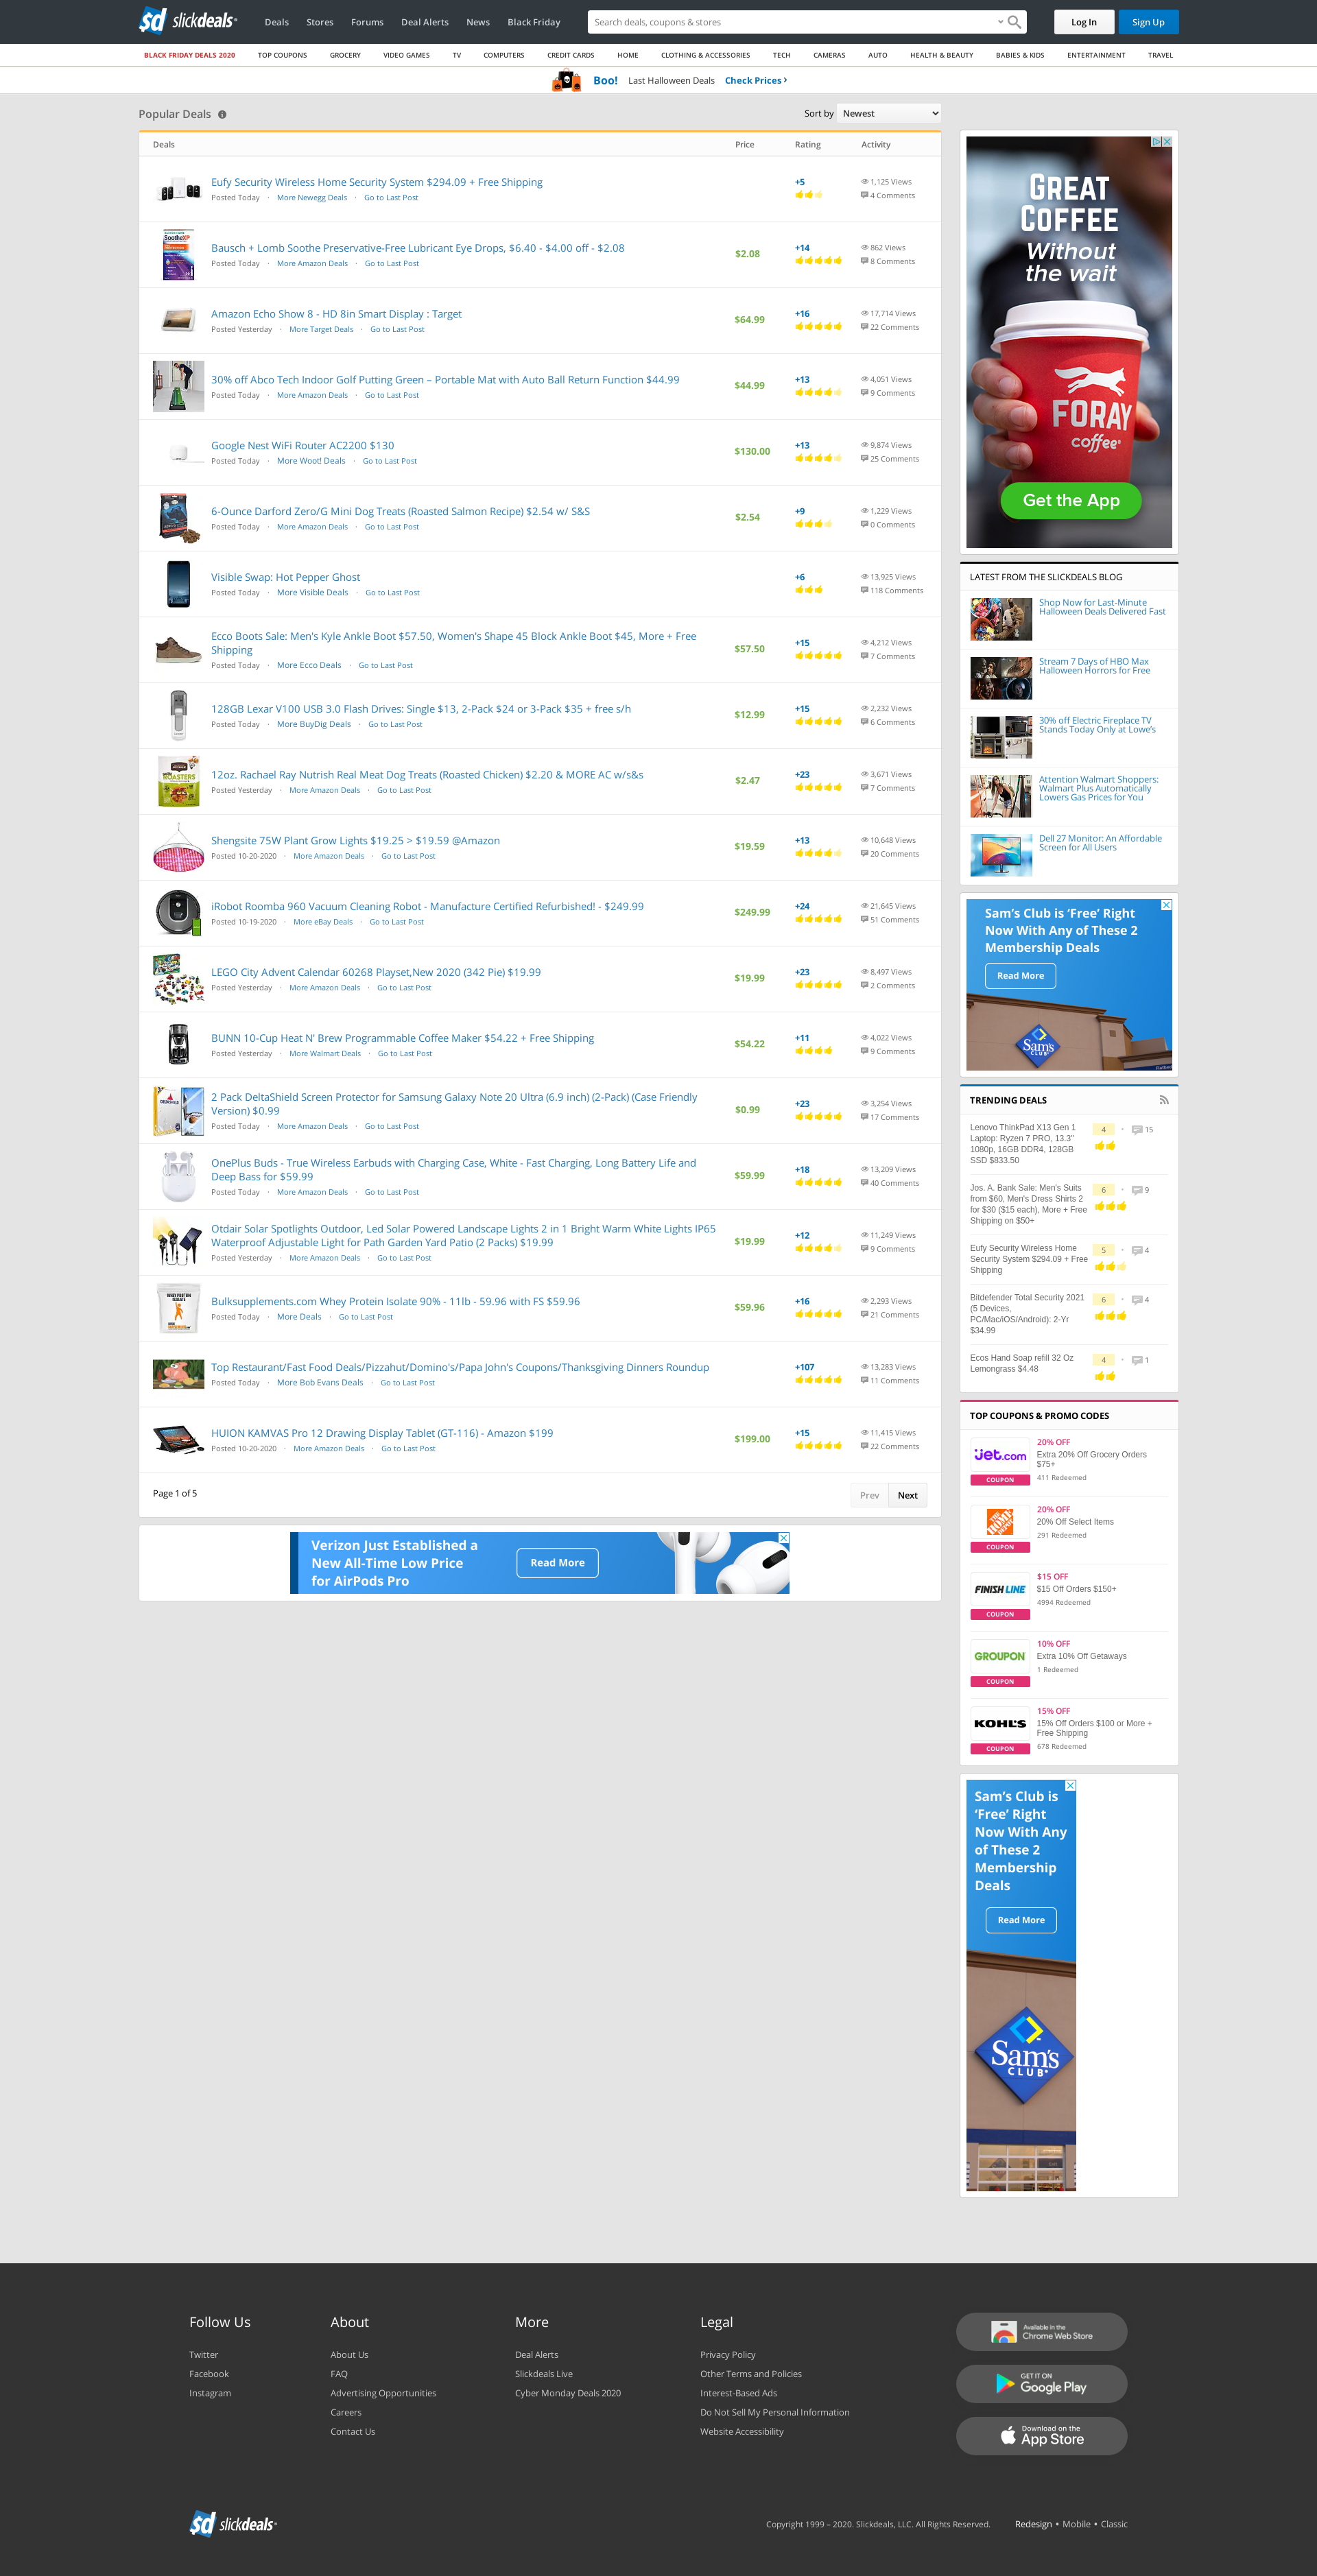 slickdeals
Deals
Stores
Forums
Deal Alerts
News
Black Friday
Search deals, coupons & stores
Log In
Sign Up
BLACK FRIDAY DEALS 2020
TOP COUPONS
GROCERY
VIDEO GAMES
TV
COMPUTERS
CREDIT CARDS
HOME
CLOTHING & ACCESSORIES
TECH
CAMERAS
AUTO
HEALTH & BEAUTY
BABIES & KIDS
ENTERTAINMENT
TRAVEL
Boo! Last Halloween Deals Check Prices
Popular Deals
Sort by Newest
Deals Price Rating Activity
Eufy Security Wireless Home Security System $294.09 + Free Shipping
Posted Today · More Newegg Deals · Go to Last Post
+5
1,125 Views
4 Comments
Bausch + Lomb Soothe Preservative-Free Lubricant Eye Drops, $6.40 - $4.00 off - $2.08
Posted Today · More Amazon Deals · Go to Last Post
$2.08
+14
862 Views
8 Comments
Amazon Echo Show 8 - HD 8in Smart Display : Target
Posted Yesterday · More Target Deals · Go to Last Post
$64.99
+16
17,714 Views
22 Comments
30% off Abco Tech Indoor Golf Putting Green – Portable Mat with Auto Ball Return Function $44.99
Posted Today · More Amazon Deals · Go to Last Post
$44.99
+13
4,051 Views
9 Comments
Google Nest WiFi Router AC2200 $130
Posted Today · More Woot! Deals · Go to Last Post
$130.00
+13
9,874 Views
25 Comments
6-Ounce Darford Zero/G Mini Dog Treats (Roasted Salmon Recipe) $2.54 w/ S&S
Posted Today · More Amazon Deals · Go to Last Post
$2.54
+9
1,229 Views
0 Comments
Visible Swap: Hot Pepper Ghost
Posted Today · More Visible Deals · Go to Last Post
+6
13,925 Views
118 Comments
Ecco Boots Sale: Men's Kyle Ankle Boot $57.50, Women's Shape 45 Block Ankle Boot $45, More + Free
Shipping
Posted Today · More Ecco Deals · Go to Last Post
$57.50
+15
4,212 Views
7 Comments
128GB Lexar V100 USB 3.0 Flash Drives: Single $13, 2-Pack $24 or 3-Pack $35 + free s/h
Posted Today · More BuyDig Deals · Go to Last Post
$12.99
+15
2,232 Views
6 Comments
12oz. Rachael Ray Nutrish Real Meat Dog Treats (Roasted Chicken) $2.20 & MORE AC w/s&s
Posted Yesterday · More Amazon Deals · Go to Last Post
$2.47
+23
3,671 Views
7 Comments
Shengsite 75W Plant Grow Lights $19.25 > $19.59 @Amazon
Posted 10-20-2020 · More Amazon Deals · Go to Last Post
$19.59
+13
10,648 Views
20 Comments
iRobot Roomba 960 Vacuum Cleaning Robot - Manufacture Certified Refurbished! - $249.99
Posted 10-19-2020 · More eBay Deals · Go to Last Post
$249.99
+24
21,645 Views
51 Comments
LEGO City Advent Calendar 60268 Playset,New 2020 (342 Pie) $19.99
Posted Yesterday · More Amazon Deals · Go to Last Post
$19.99
+23
8,497 Views
2 Comments
BUNN 10-Cup Heat N' Brew Programmable Coffee Maker $54.22 + Free Shipping
Posted Yesterday · More Walmart Deals · Go to Last Post
$54.22
+11
4,022 Views
9 Comments
2 Pack DeltaShield Screen Protector for Samsung Galaxy Note 20 Ultra (6.9 inch) (2-Pack) (Case Friendly
Version) $0.99
Posted Today · More Amazon Deals · Go to Last Post
$0.99
+23
3,254 Views
17 Comments
OnePlus Buds - True Wireless Earbuds with Charging Case, White - Fast Charging, Long Battery Life and
Deep Bass for $59.99
Posted Today · More Amazon Deals · Go to Last Post
$59.99
+18
13,209 Views
40 Comments
Otdair Solar Spotlights Outdoor, Led Solar Powered Landscape Lights 2 in 1 Bright Warm White Lights IP65
Waterproof Adjustable Light for Path Garden Yard Patio (2 Packs) $19.99
Posted Yesterday · More Amazon Deals · Go to Last Post
$19.99
+12
11,249 Views
9 Comments
Bulksupplements.com Whey Protein Isolate 90% - 11lb - 59.96 with FS $59.96
Posted Today · More Deals · Go to Last Post
$59.96
+16
2,293 Views
21 Comments
Top Restaurant/Fast Food Deals/Pizzahut/Domino's/Papa John's Coupons/Thanksgiving Dinners Roundup
Posted Today · More Bob Evans Deals · Go to Last Post
+107
13,283 Views
11 Comments
HUION KAMVAS Pro 12 Drawing Display Tablet (GT-116) - Amazon $199
Posted 10-20-2020 · More Amazon Deals · Go to Last Post
$199.00
+15
11,415 Views
22 Comments
Page 1 of 5
Prev
Next
Verizon Just Established a
New All-Time Low Price
for AirPods Pro
Read More
GREAT
COFFEE
Without
the wait
FORAY
coffee
Get the App
LATEST FROM THE SLICKDEALS BLOG
Shop Now for Last-Minute
Halloween Deals Delivered Fast
Stream 7 Days of HBO Max
Halloween Horrors for Free
30% off Electric Fireplace TV
Stands Today Only at Lowe's
Attention Walmart Shoppers:
Walmart Plus Automatically
Lowers Gas Prices for You
Dell 27 Monitor: An Affordable
Screen for All Users
Sam's Club is 'Free' Right
Now With Any of These 2
Membership Deals
Read More
Sam's
CLUB
TRENDING DEALS
Lenovo ThinkPad X13 Gen 1
Laptop: Ryzen 7 PRO, 13.3"
1080p, 16GB DDR4, 128GB
SSD $833.50
4 · 15
Jos. A. Bank Sale: Men's Suits
from $60, Men's Dress Shirts 2
for $30 ($15 each), More + Free
Shipping on $50+
6 · 9
Eufy Security Wireless Home
Security System $294.09 + Free
Shipping
5 · 4
Bitdefender Total Security 2021
(5 Devices,
PC/Mac/iOS/Android): 2-Yr
$34.99
6 · 4
Ecos Hand Soap refill 32 Oz
Lemongrass $4.48
4 · 1
TOP COUPONS & PROMO CODES
jet.com
COUPON
20% OFF
Extra 20% Off Grocery Orders
$75+
411 Redeemed
COUPON
20% OFF
20% Off Select Items
291 Redeemed
FINISH LINE
COUPON
$15 OFF
$15 Off Orders $150+
4994 Redeemed
GROUPON
COUPON
10% OFF
Extra 10% Off Getaways
1 Redeemed
KOHL'S
COUPON
15% OFF
15% Off Orders $100 or More +
Free Shipping
678 Redeemed
Sam's Club is
'Free' Right
Now With Any
of These 2
Membership
Deals
Read More
Sam's
CLUB
Follow Us
Twitter
Facebook
Instagram
About
About Us
FAQ
Advertising Opportunities
Careers
Contact Us
More
Deal Alerts
Slickdeals Live
Cyber Monday Deals 2020
Legal
Privacy Policy
Other Terms and Policies
Interest-Based Ads
Do Not Sell My Personal Information
Website Accessibility
Available in the
Chrome Web Store
GET IT ON
Google Play
Download on the
App Store
slickdeals
Copyright 1999 – 2020. Slickdeals, LLC. All Rights Reserved.
Redesign • Mobile • Classic